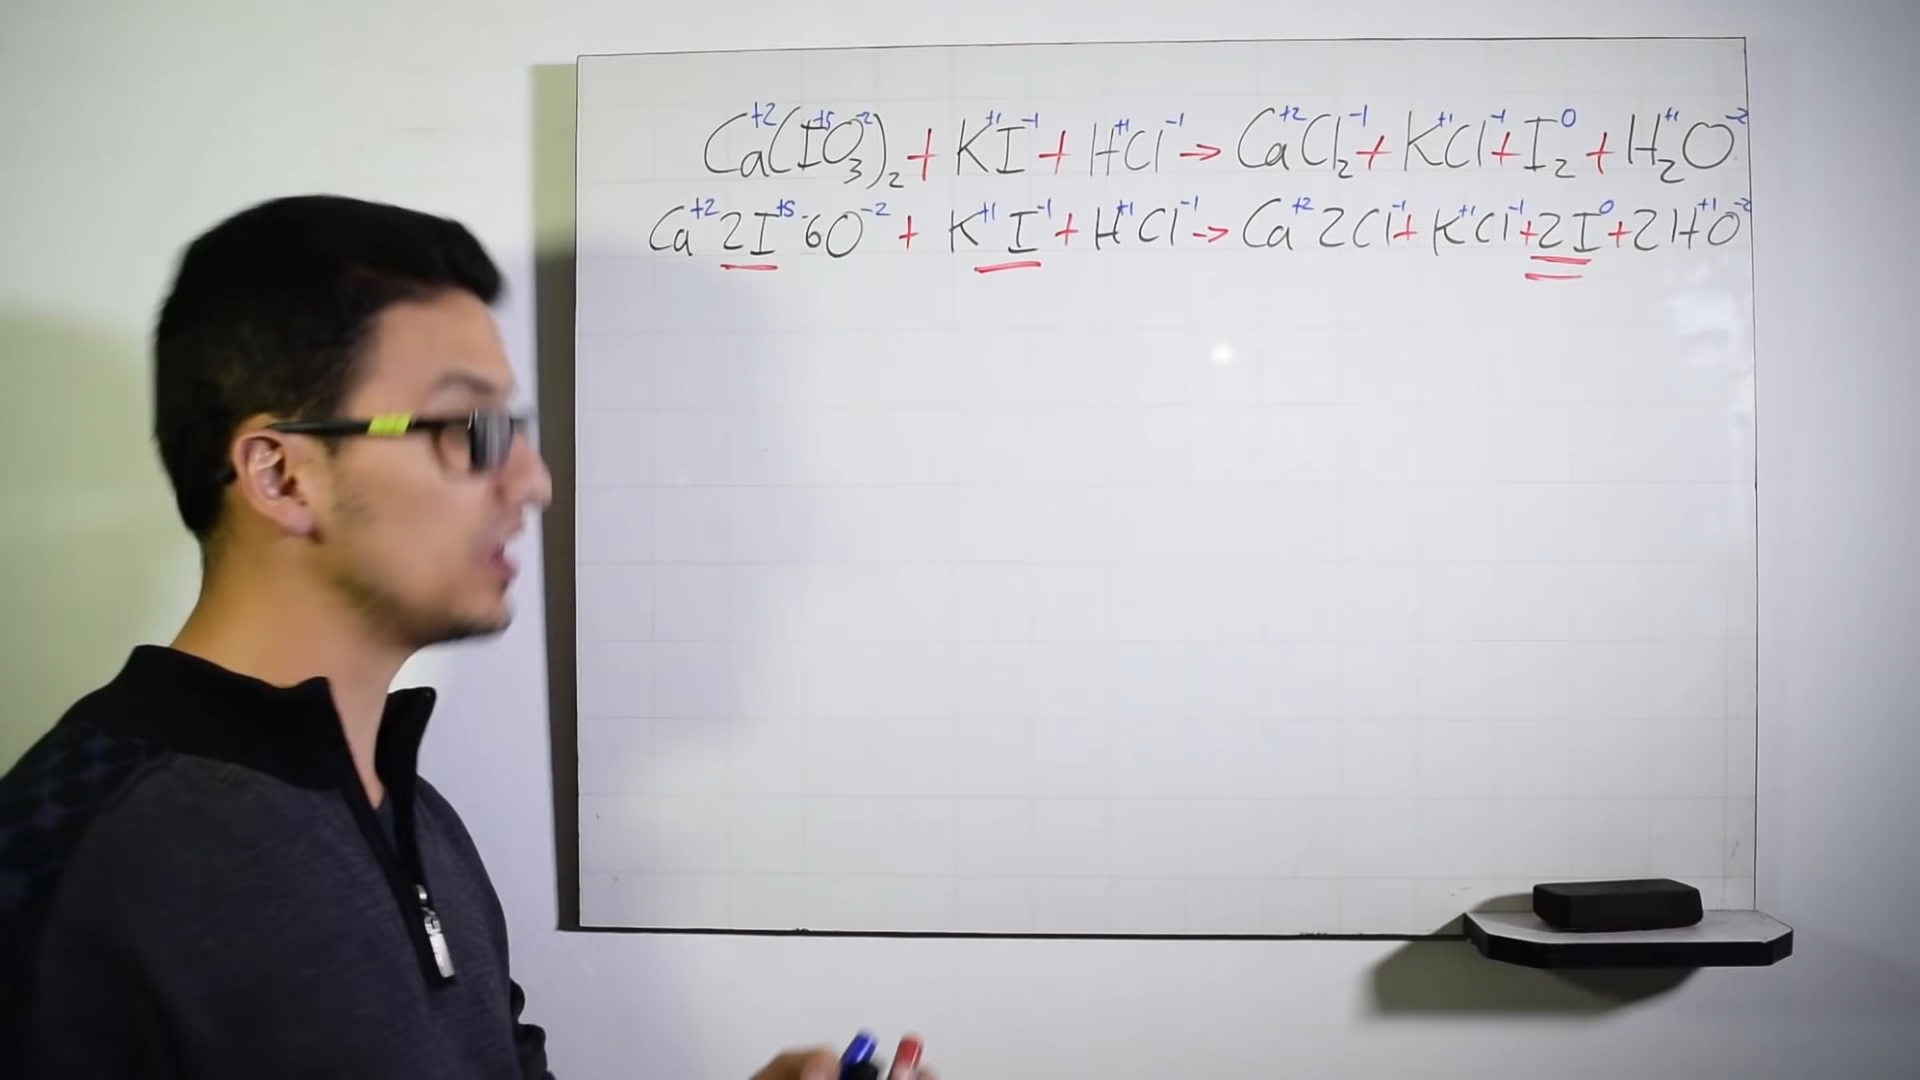 Ca⁺²(I⁺⁵O₃⁻²)₂ + K⁺¹I⁻¹ + H⁺¹Cl⁻¹ → Ca⁺²Cl₂⁻¹ + K⁺¹Cl⁻¹ + I₂⁰ + H₂⁺¹O⁻²
Ca⁺² 2I⁺⁵ 6O⁻² + K⁺¹ I⁻¹ + H⁺¹Cl⁻¹ → Ca⁺² 2Cl⁻¹ + K⁺¹Cl⁻¹ + 2I⁰ + 2H⁺¹O⁻²